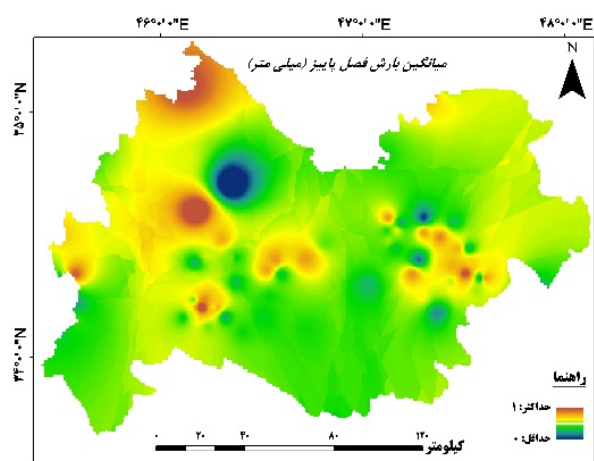 ۴۶°۰'۰"E ۴۷°۰'۰"E ۴۸°۰'۰"E
میانگین بارش فصل پاییز (میلی متر)
N
۳۵°۰'۰"N
۳۴°۰'۰"N
راهنما
حداکثر: ۱
حداقل: ۰
۰ ۲۰ ۴۰ ۸۰ ۱۲۰
کیلومتر